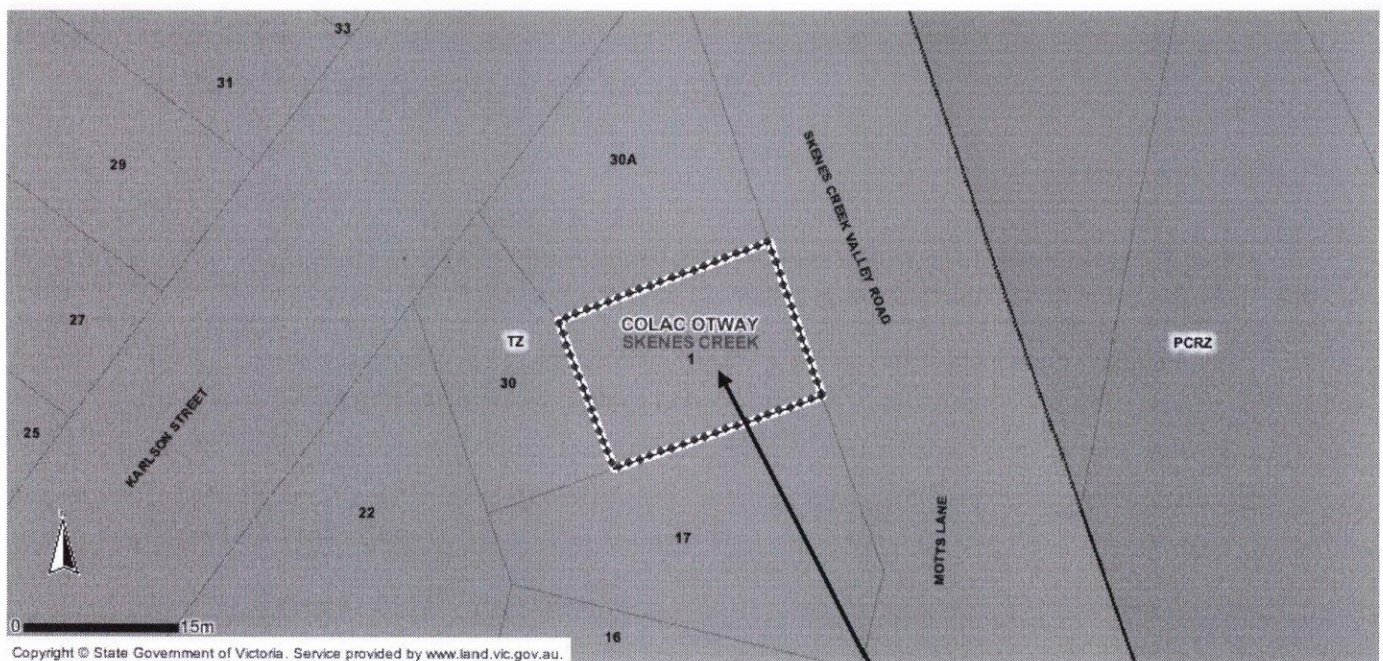 33
31
29
30A
SKENES CREEK VALLEY ROAD
27
COLAC OTWAY
SKENES CREEK
1
TZ
PCRZ
30
25
KARLSON STREET
22
17
MOTTS LANE
0 15m
16
Copyright © State Government of Victoria. Service provided by www.land.vic.gov.au.